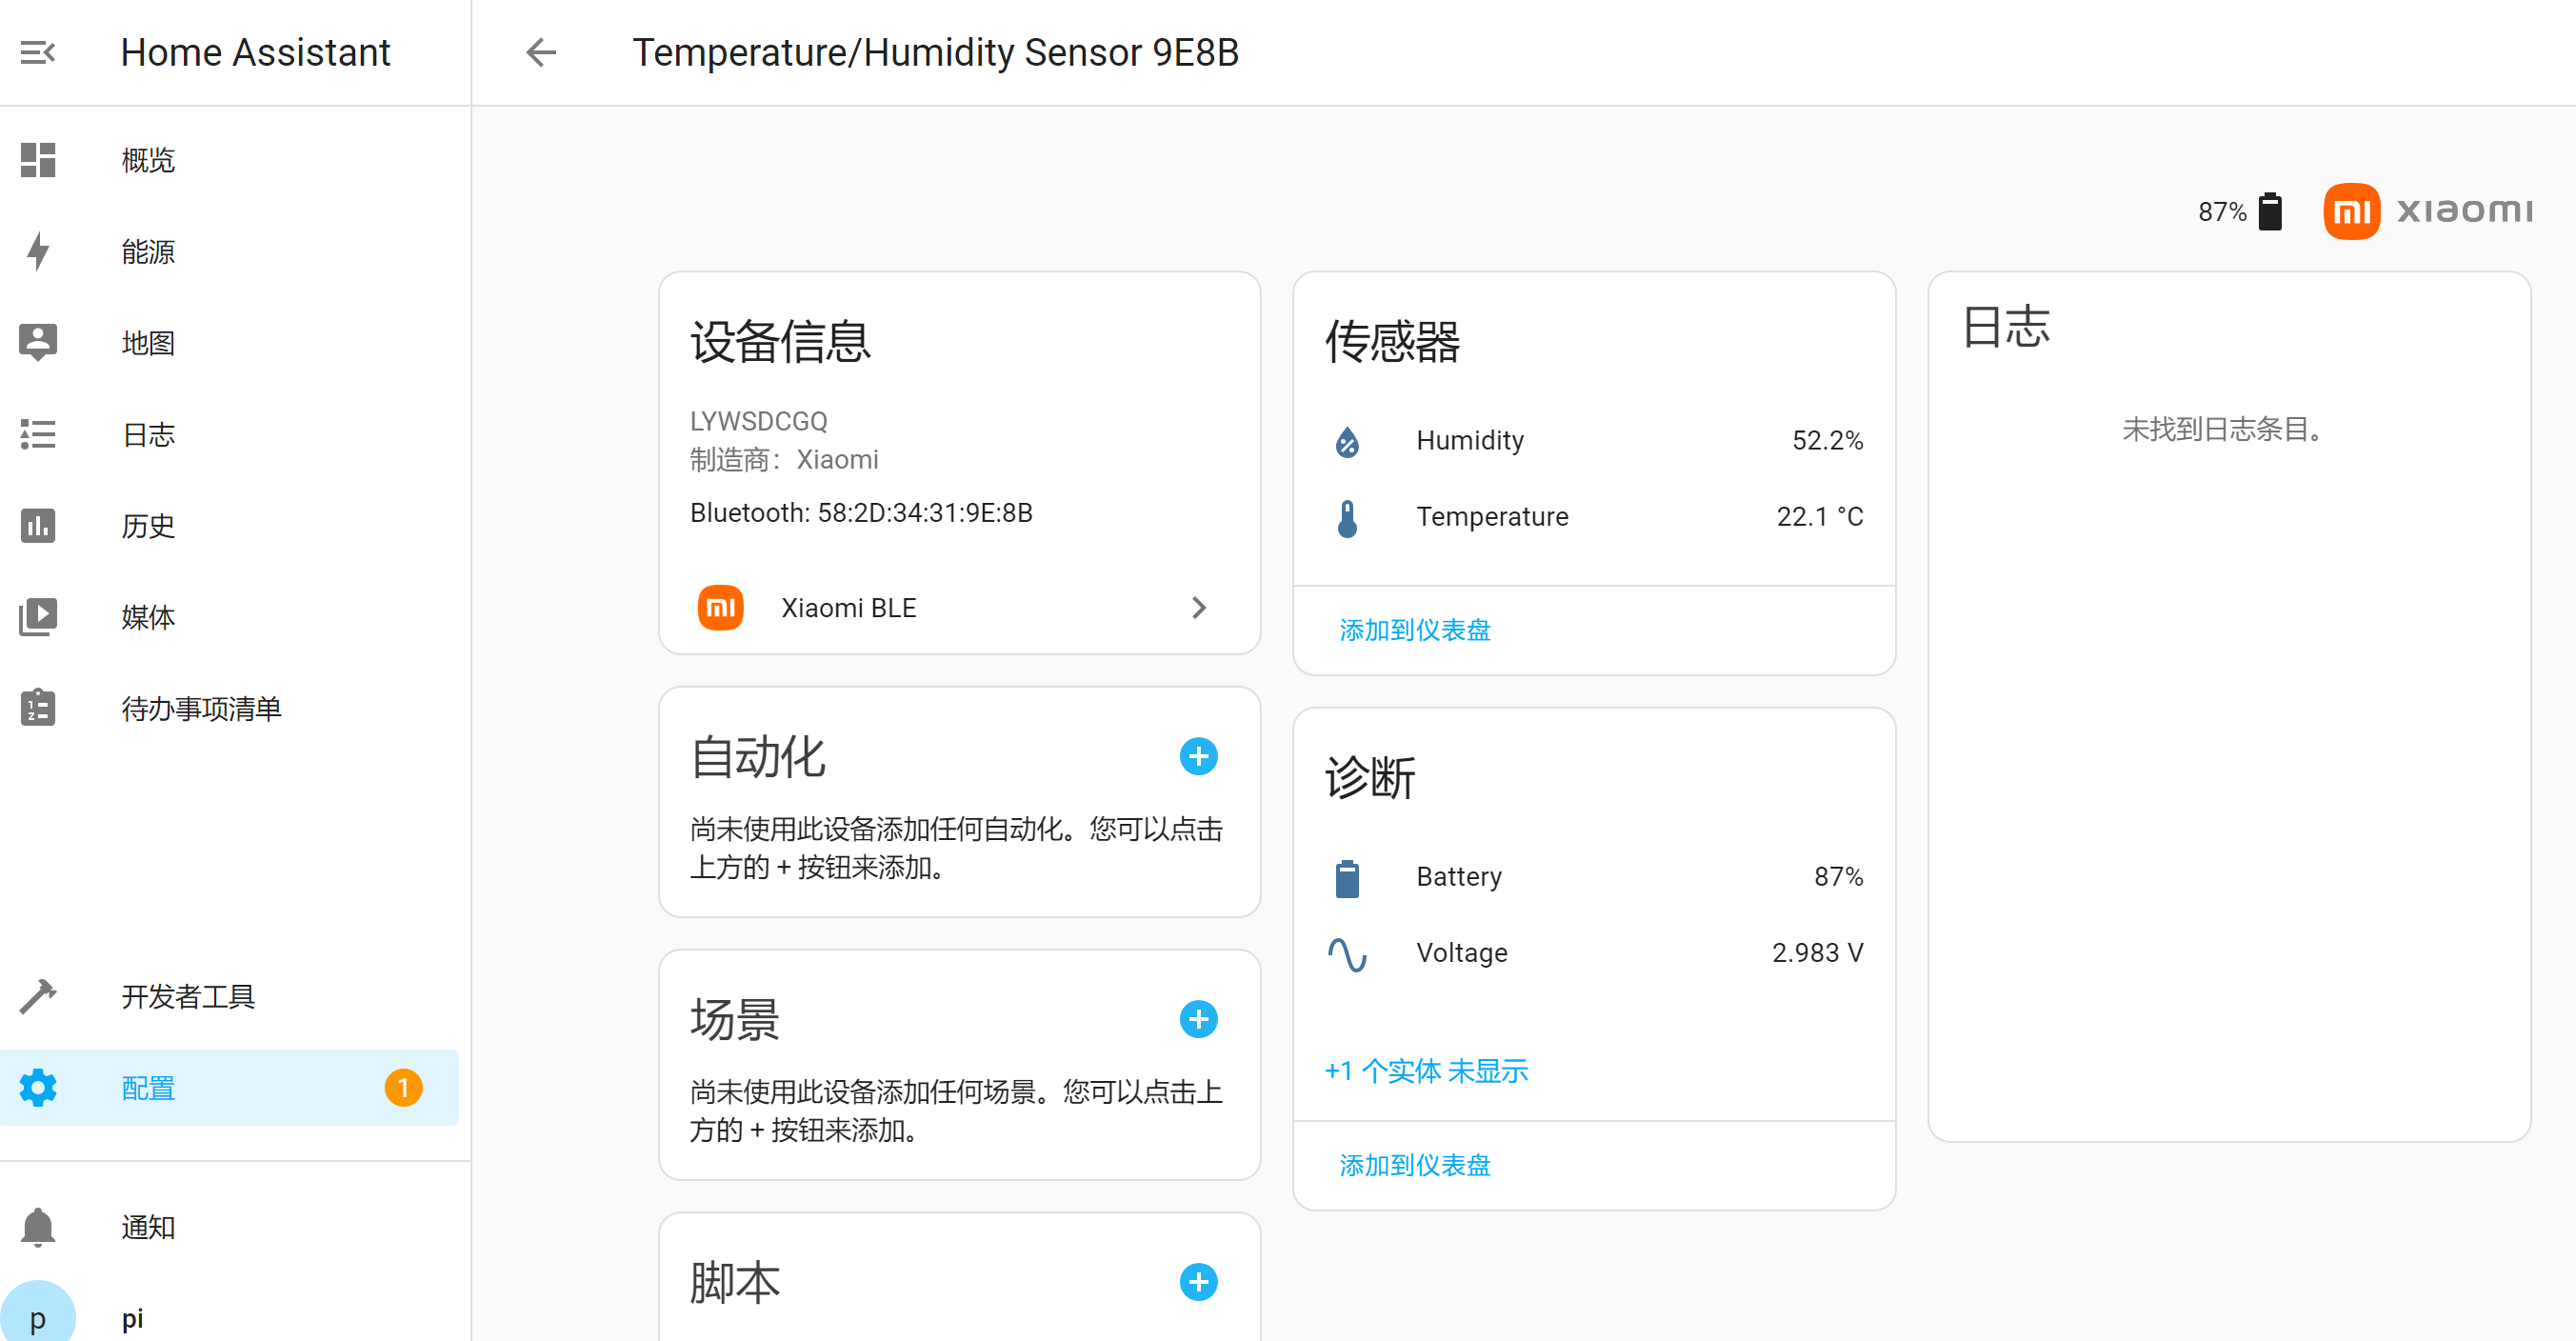 Home Assistant
概览
能源
地图
日志
历史
媒体
待办事项清单
开发者工具
配置
1
通知
p
pi
Temperature/Humidity Sensor 9E8B
87%
xiaomi
设备信息
LYWSDCGQ
制造商：Xiaomi
Bluetooth: 58:2D:34:31:9E:8B
Xiaomi BLE
自动化
尚未使用此设备添加任何自动化。您可以点击
上方的 + 按钮来添加。
场景
尚未使用此设备添加任何场景。您可以点击上
方的 + 按钮来添加。
脚本
传感器
Humidity 52.2%
Temperature 22.1 °C
添加到仪表盘
诊断
Battery 87%
Voltage 2.983 V
+1 个实体 未显示
添加到仪表盘
日志
未找到日志条目。